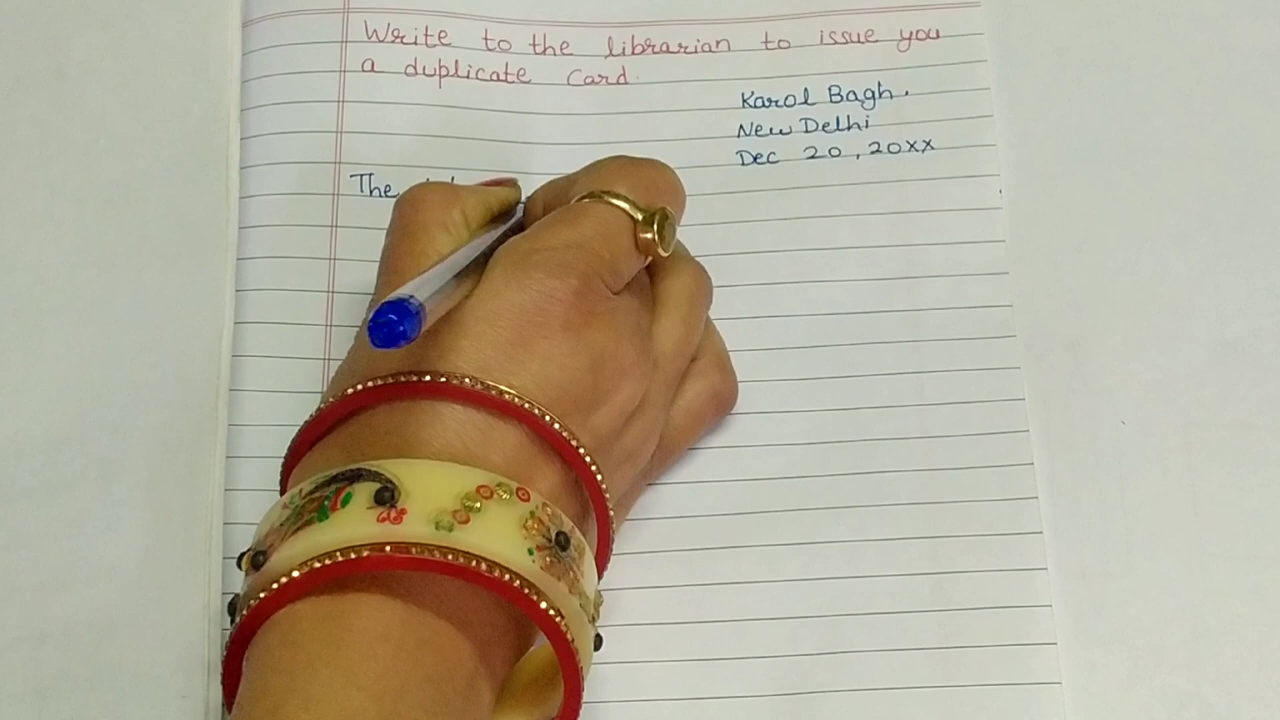 Write to the librarian to issue you
a duplicate Card.
Karol Bagh.
New Delhi
Dec 20, 20xx
The